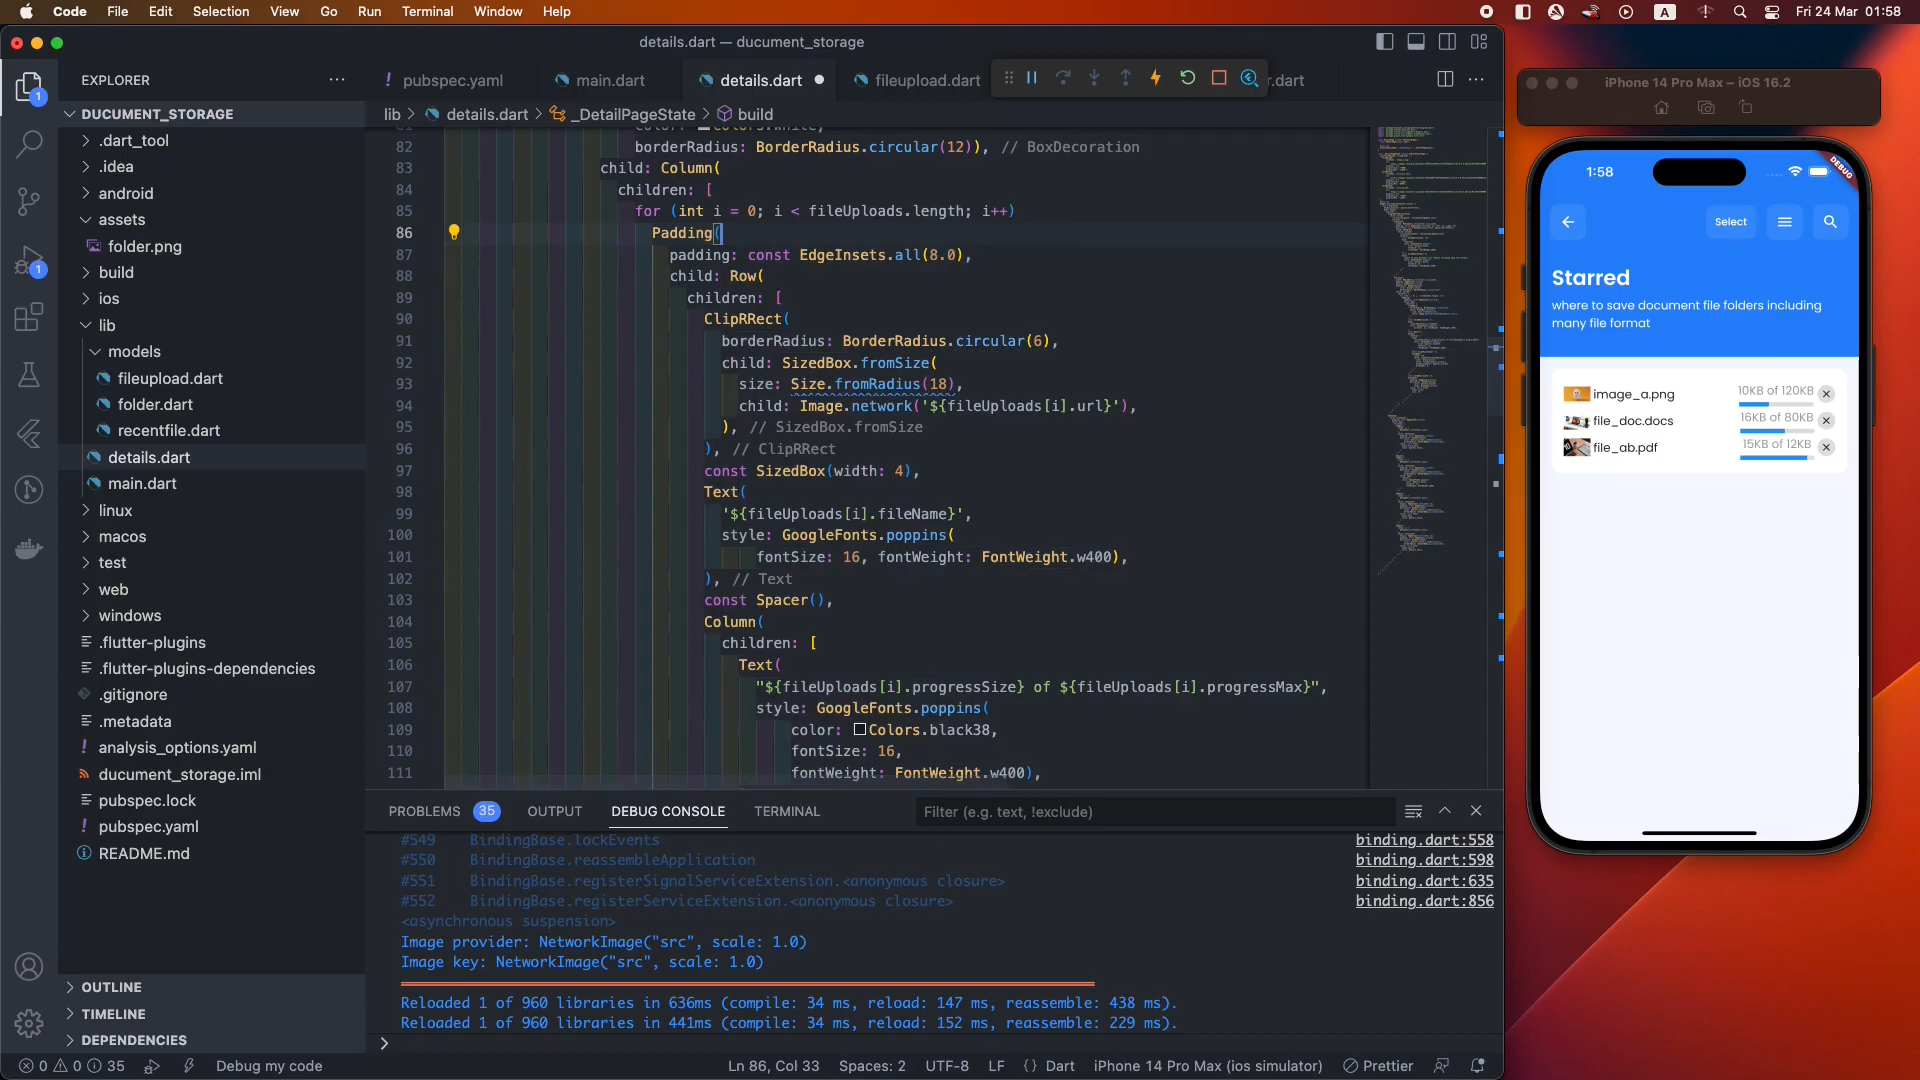 Code File Edit Selection View Go Run Terminal Window Help
A
Fri 24 Mar 01:58
details.dart — ducument_storage
EXPLORER
! pubspec.yaml
main.dart
details.dart
fileupload.dart
r.dart
DUCUMENT_STORAGE
lib > details.dart > _DetailPageState > build
1
.dart_tool
.idea
android
assets
folder.png
build
1
ios
lib
models
fileupload.dart
folder.dart
recentfile.dart
details.dart
main.dart
linux
macos
test
web
windows
.flutter-plugins
.flutter-plugins-dependencies
.gitignore
.metadata
! analysis_options.yaml
ducument_storage.iml
pubspec.lock
! pubspec.yaml
README.md
OUTLINE
TIMELINE
DEPENDENCIES
82 borderRadius: BorderRadius.circular(12)), // BoxDecoration
83 child: Column(
84 children: [
85 for (int i = 0; i < fileUploads.length; i++)
86 Padding(
87 padding: const EdgeInsets.all(8.0),
88 child: Row(
89 children: [
90 ClipRRect(
91 borderRadius: BorderRadius.circular(6),
92 child: SizedBox.fromSize(
93 size: Size.fromRadius(18),
94 child: Image.network('${fileUploads[i].url}'),
95 ), // SizedBox.fromSize
96 ), // ClipRRect
97 const SizedBox(width: 4),
98 Text(
99 '${fileUploads[i].fileName}',
100 style: GoogleFonts.poppins(
101 fontSize: 16, fontWeight: FontWeight.w400),
102 ), // Text
103 const Spacer(),
104 Column(
105 children: [
106 Text(
107 "${fileUploads[i].progressSize} of ${fileUploads[i].progressMax}",
108 style: GoogleFonts.poppins(
109 color: Colors.black38,
110 fontSize: 16,
111 fontWeight: FontWeight.w400),
PROBLEMS 35 OUTPUT DEBUG CONSOLE TERMINAL
Filter (e.g. text, !exclude)
#549 BindingBase.lockEvents binding.dart:558
#550 BindingBase.reassembleApplication binding.dart:598
#551 BindingBase.registerSignalServiceExtension.<anonymous closure> binding.dart:635
#552 BindingBase.registerServiceExtension.<anonymous closure> binding.dart:856
<asynchronous suspension>
Image provider: NetworkImage("src", scale: 1.0)
Image key: NetworkImage("src", scale: 1.0)
Reloaded 1 of 960 libraries in 636ms (compile: 34 ms, reload: 147 ms, reassemble: 438 ms).
Reloaded 1 of 960 libraries in 441ms (compile: 34 ms, reload: 152 ms, reassemble: 229 ms).
>
0 0 35 Debug my code Ln 86, Col 33 Spaces: 2 UTF-8 LF {} Dart iPhone 14 Pro Max (ios simulator) Prettier
iPhone 14 Pro Max – iOS 16.2
1:58
DEBUG
Select
Starred
where to save document file folders including
many file format
image_a.png 10KB of 120KB
file_doc.docs 16KB of 80KB
file_ab.pdf 15KB of 12KB